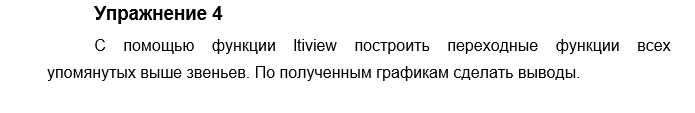 Упражнение 4
С помощью функции ltiview построить переходные функции всех
упомянутых выше звеньев. По полученным графикам сделать выводы.